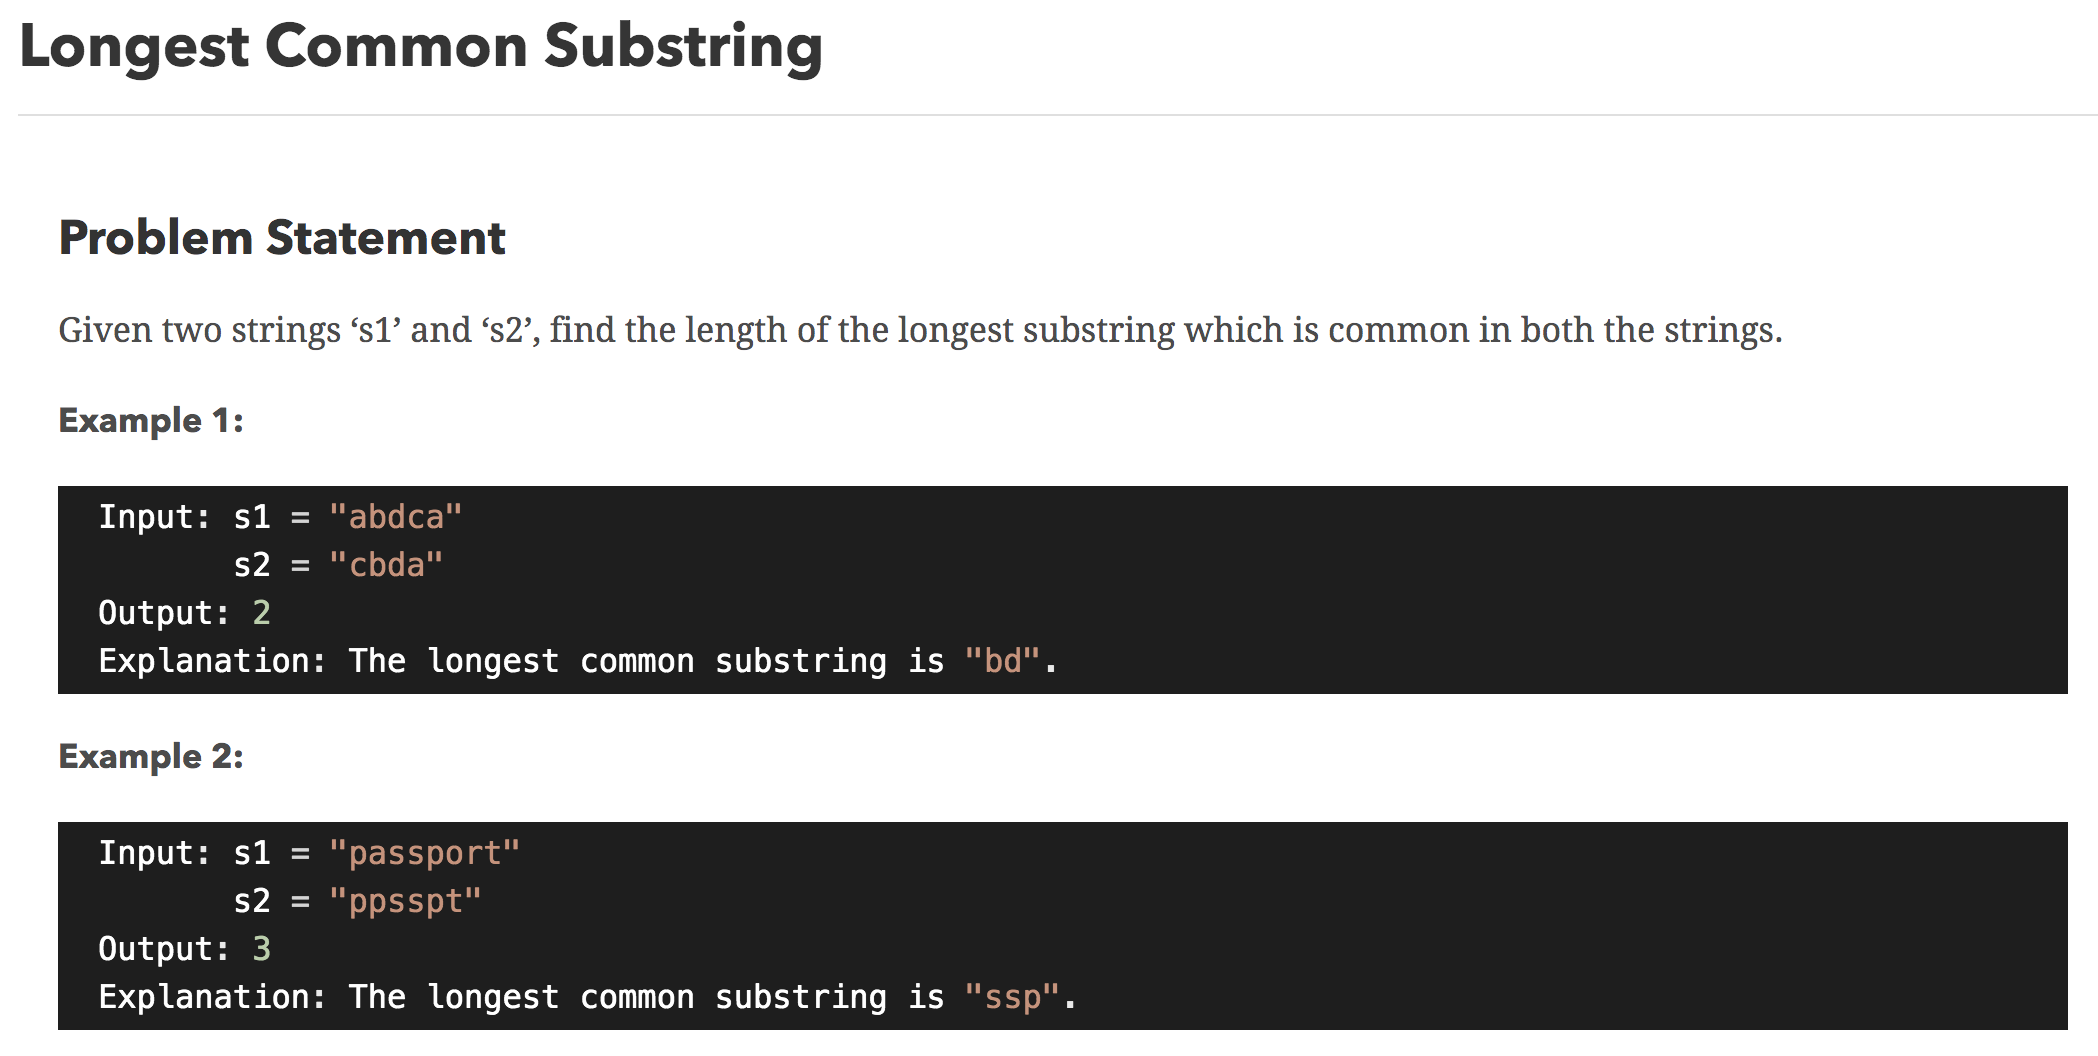 Longest Common Substring
Problem Statement
Given two strings ‘s1’ and ‘s2’, find the length of the longest substring which is common in both the strings.
Example 1:
Input: s1 = "abdca"
       s2 = "cbda"
Output: 2
Explanation: The longest common substring is "bd".
Example 2:
Input: s1 = "passport"
       s2 = "ppsspt"
Output: 3
Explanation: The longest common substring is "ssp".